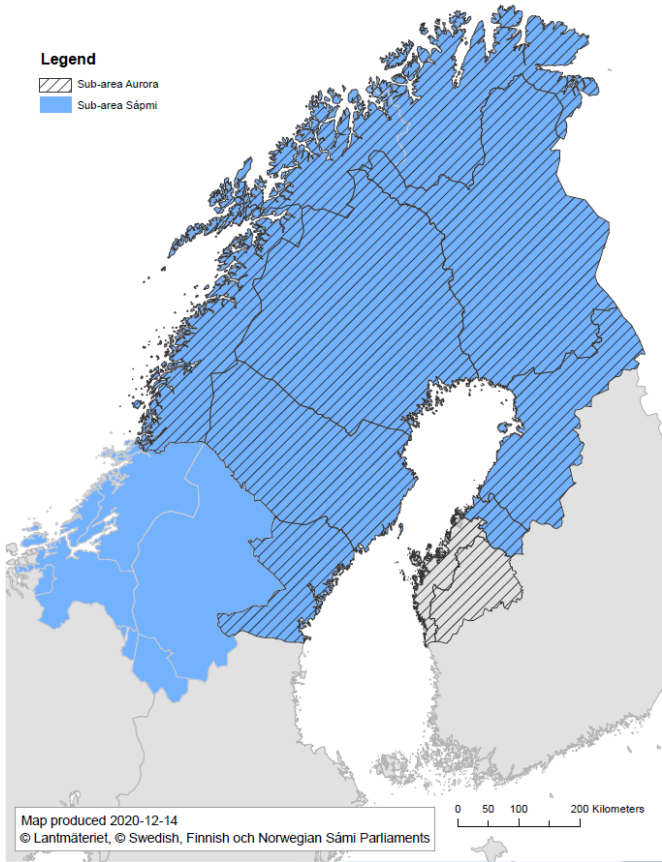 Legend
Sub-area Aurora
Sub-area Sápmi
0 50 100 200 Kilometers
Map produced 2020-12-14
© Lantmäteriet, © Swedish, Finnish och Norwegian Sámi Parliaments